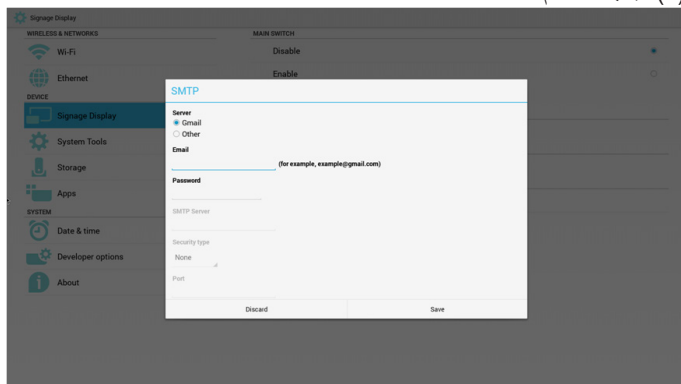 Signage Display
WIRELESS & NETWORKS
Wi-Fi
Ethernet
DEVICE
Signage Display
System Tools
Storage
Apps
SYSTEM
Date & time
Developer options
About
MAIN SWITCH
Disable
Enable
SMTP
Server
Gmail
Other
Email
(for example, example@gmail.com)
Password
SMTP Server
Security type
None
Port
Discard
Save